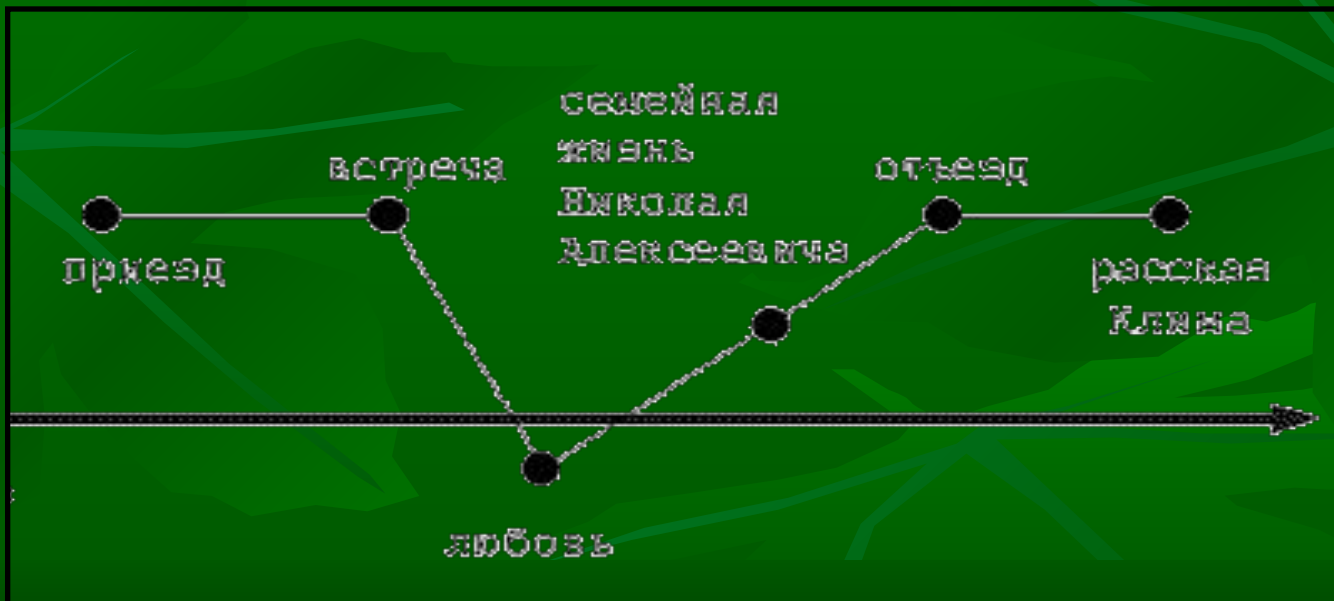 семейная
жизнь
Николая
Алексеевича
встреча
отъезд
приезд
рассказ
Клима
любовь